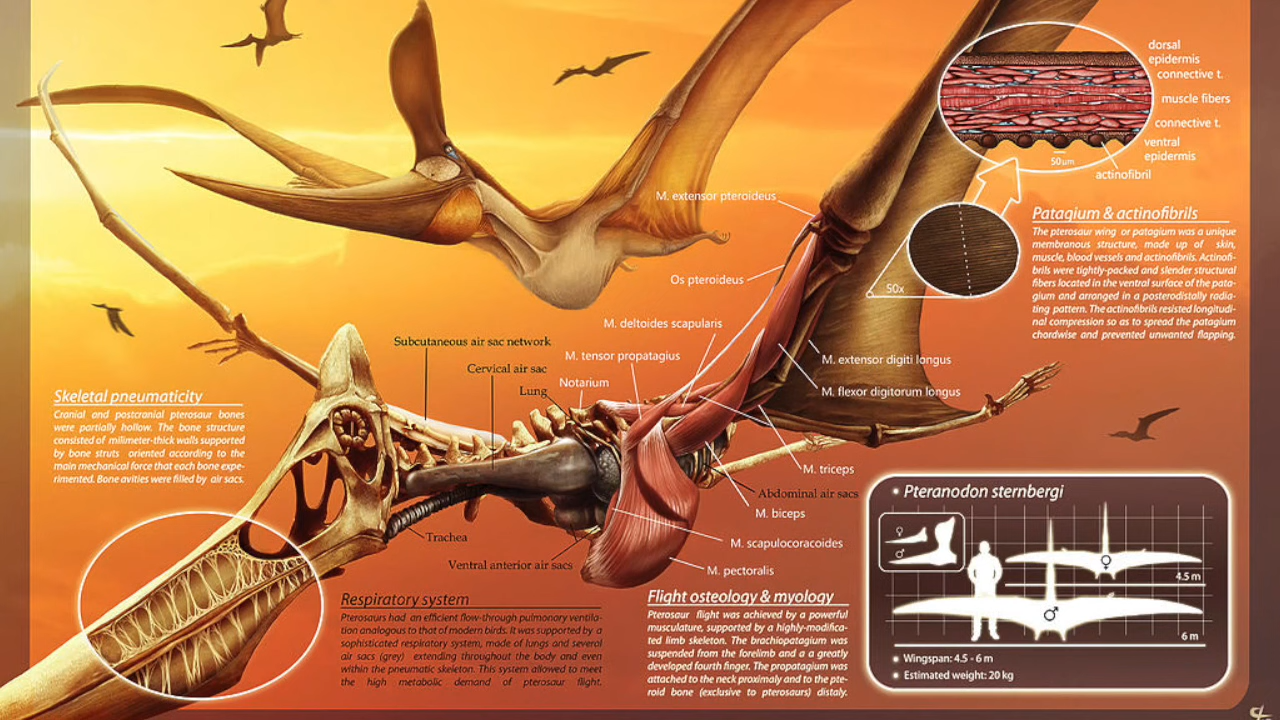 dorsal
epidermis
connective t.
muscle fibers
connective t.
ventral
epidermis
50µm
actinofibril
Patagium & actinofibrils
The pterosaur wing or patagium was a unique
membranous structure, made up of skin,
muscle, blood vessels and actinofibrils. Actinofi-
brils were tightly-packed and slender structural
fibers located in the ventral surface of the pata-
gium and arranged in a posterodistally radia-
ting pattern. The actinofibrils resisted longitudi-
nal compression so as to spread the patagium
chordwise and prevented unwanted flapping.
50x
M. extensor pteroideus
Os pteroideus
M. deltoides scapularis
M. tensor propatagius
Notarium
M. extensor digiti longus
M. flexor digitorum longus
Subcutaneous air sac network
Cervical air sac
Lung
M. triceps
Abdominal air sacs
M. biceps
M. scapulocoracoides
M. pectoralis
Trachea
Ventral anterior air sacs
Skeletal pneumaticity
Cranial and postcranial pterosaur bones
were partially hollow. The bone structure
consisted of milimeter-thick walls supported
by bone struts oriented according to the
main mechanical force that each bone expe-
rimented. Bone avities were filled by air sacs.
Respiratory system
Pterosaurs had an efficient flow-through pulmonary ventila-
tion analogous to that of modern birds. It was supported by a
sophisticated respiratory system, made of lungs and several
air sacs (grey) extending throughout the body and even
within the pneumatic skeleton. This system allowed to meet
the high metabolic demand of pterosaur flight.
Flight osteology & myology
Pterosaur flight was achieved by a powerful
musculature, supported by a highly-modifica-
ted limb skeleton. The brachiopatagium was
suspended from the forelimb and a a greatly
developed fourth finger. The propatagium was
attached to the neck proximaly and to the pte-
roid bone (exclusive to pterosaurs) distaly.
Pteranodon sternbergi
♀
♂
♀
4.5 m
♂
6 m
Wingspan: 4.5 - 6 m
Estimated weight: 20 kg